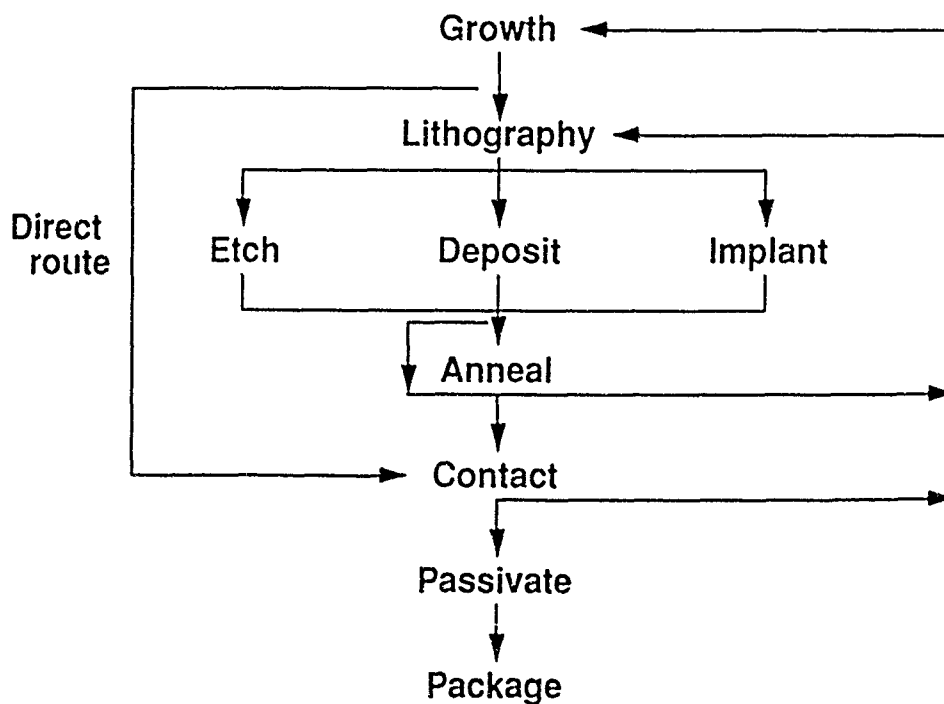 Growth
Lithography
Direct
route
Etch
Deposit
Implant
Anneal
Contact
Passivate
Package